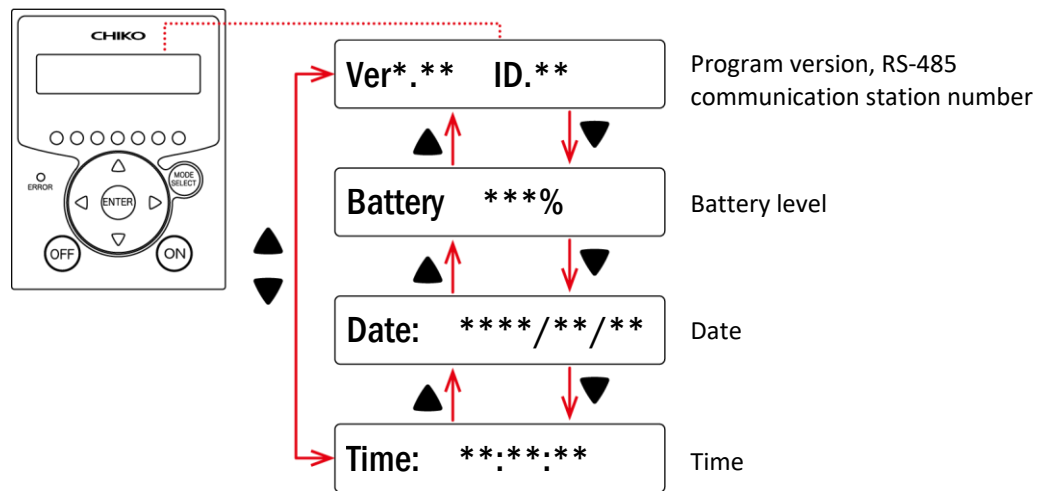 CHIKO
ERROR
MODE
SELECT
ENTER
OFF
ON
Ver*.** ID.**
Program version, RS-485
communication station number
Battery ***%
Battery level
Date: ****/**/**
Date
Time: **:**:**
Time